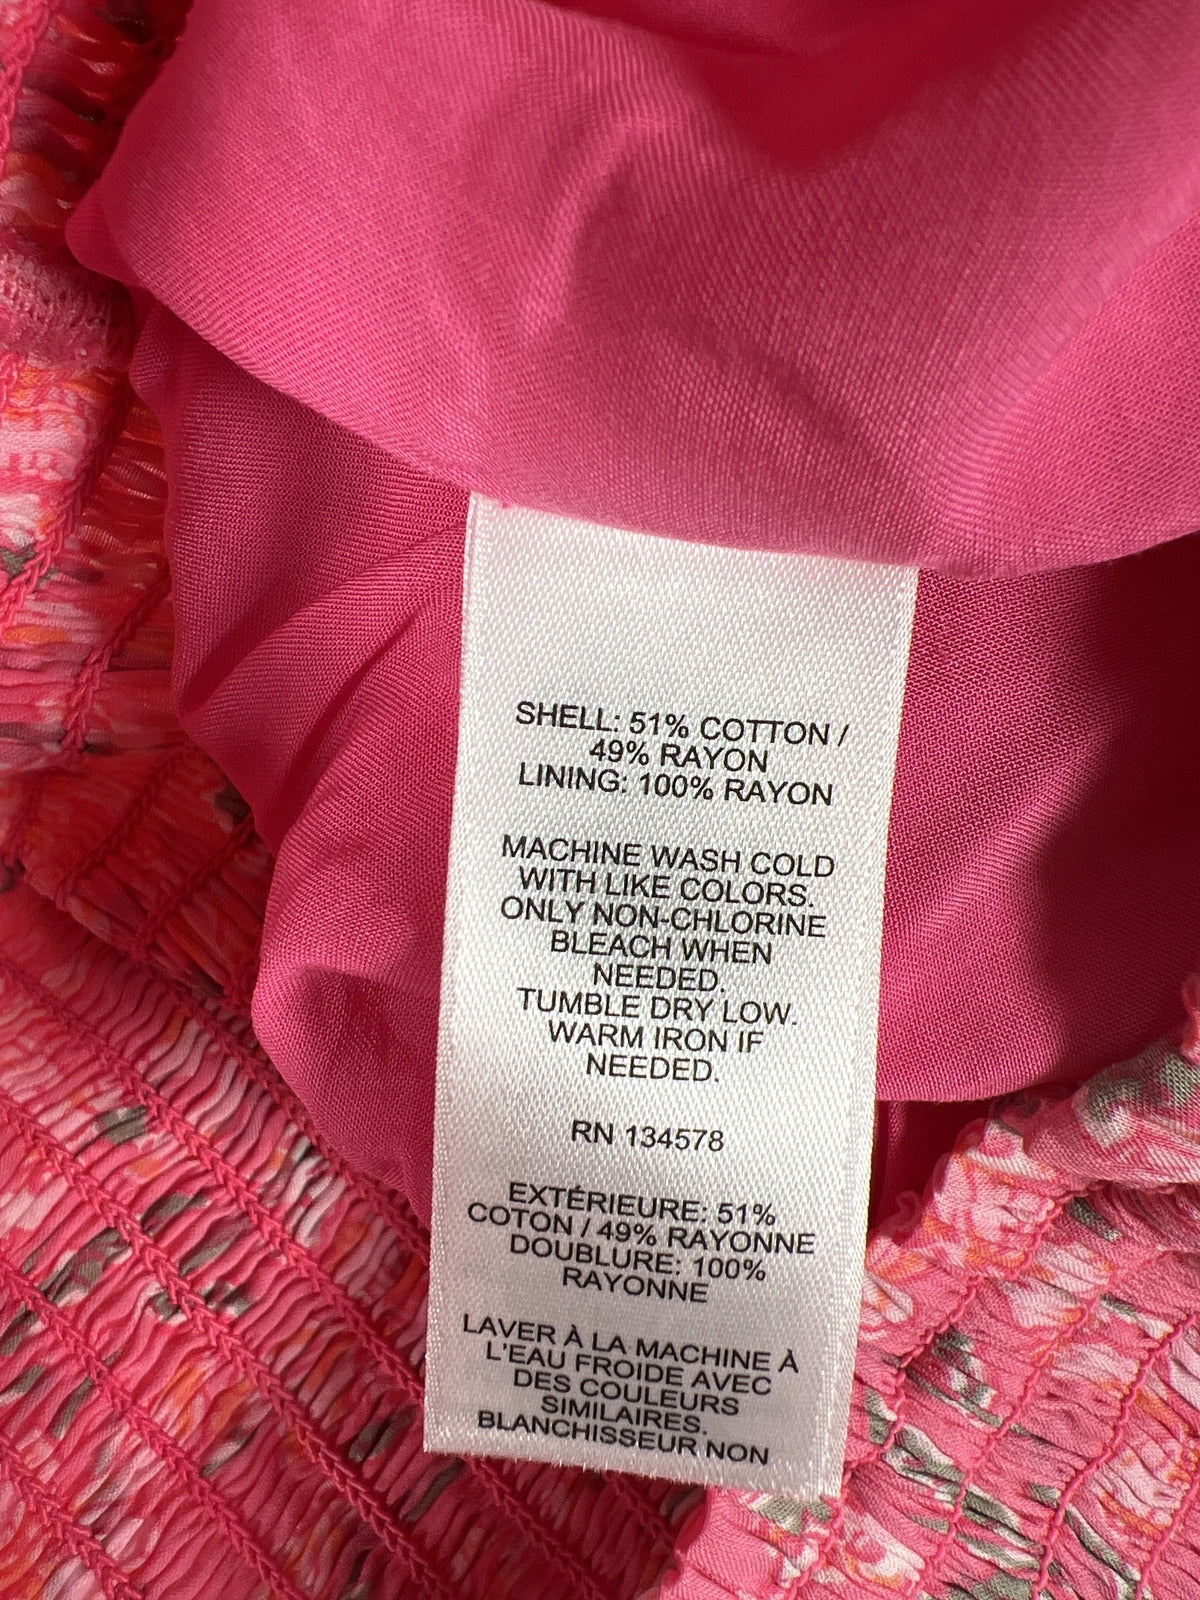 SHELL: 51% COTTON /
49% RAYON
LINING: 100% RAYON
MACHINE WASH COLD
WITH LIKE COLORS.
ONLY NON-CHLORINE
BLEACH WHEN
NEEDED.
TUMBLE DRY LOW.
WARM IRON IF
NEEDED.
RN 134578
EXTÉRIEURE: 51%
COTON / 49% RAYONNE
DOUBLURE: 100%
RAYONNE
LAVER À LA MACHINE À
L'EAU FROIDE AVEC
DES COULEURS
SIMILAIRES.
BLANCHISSEUR NON